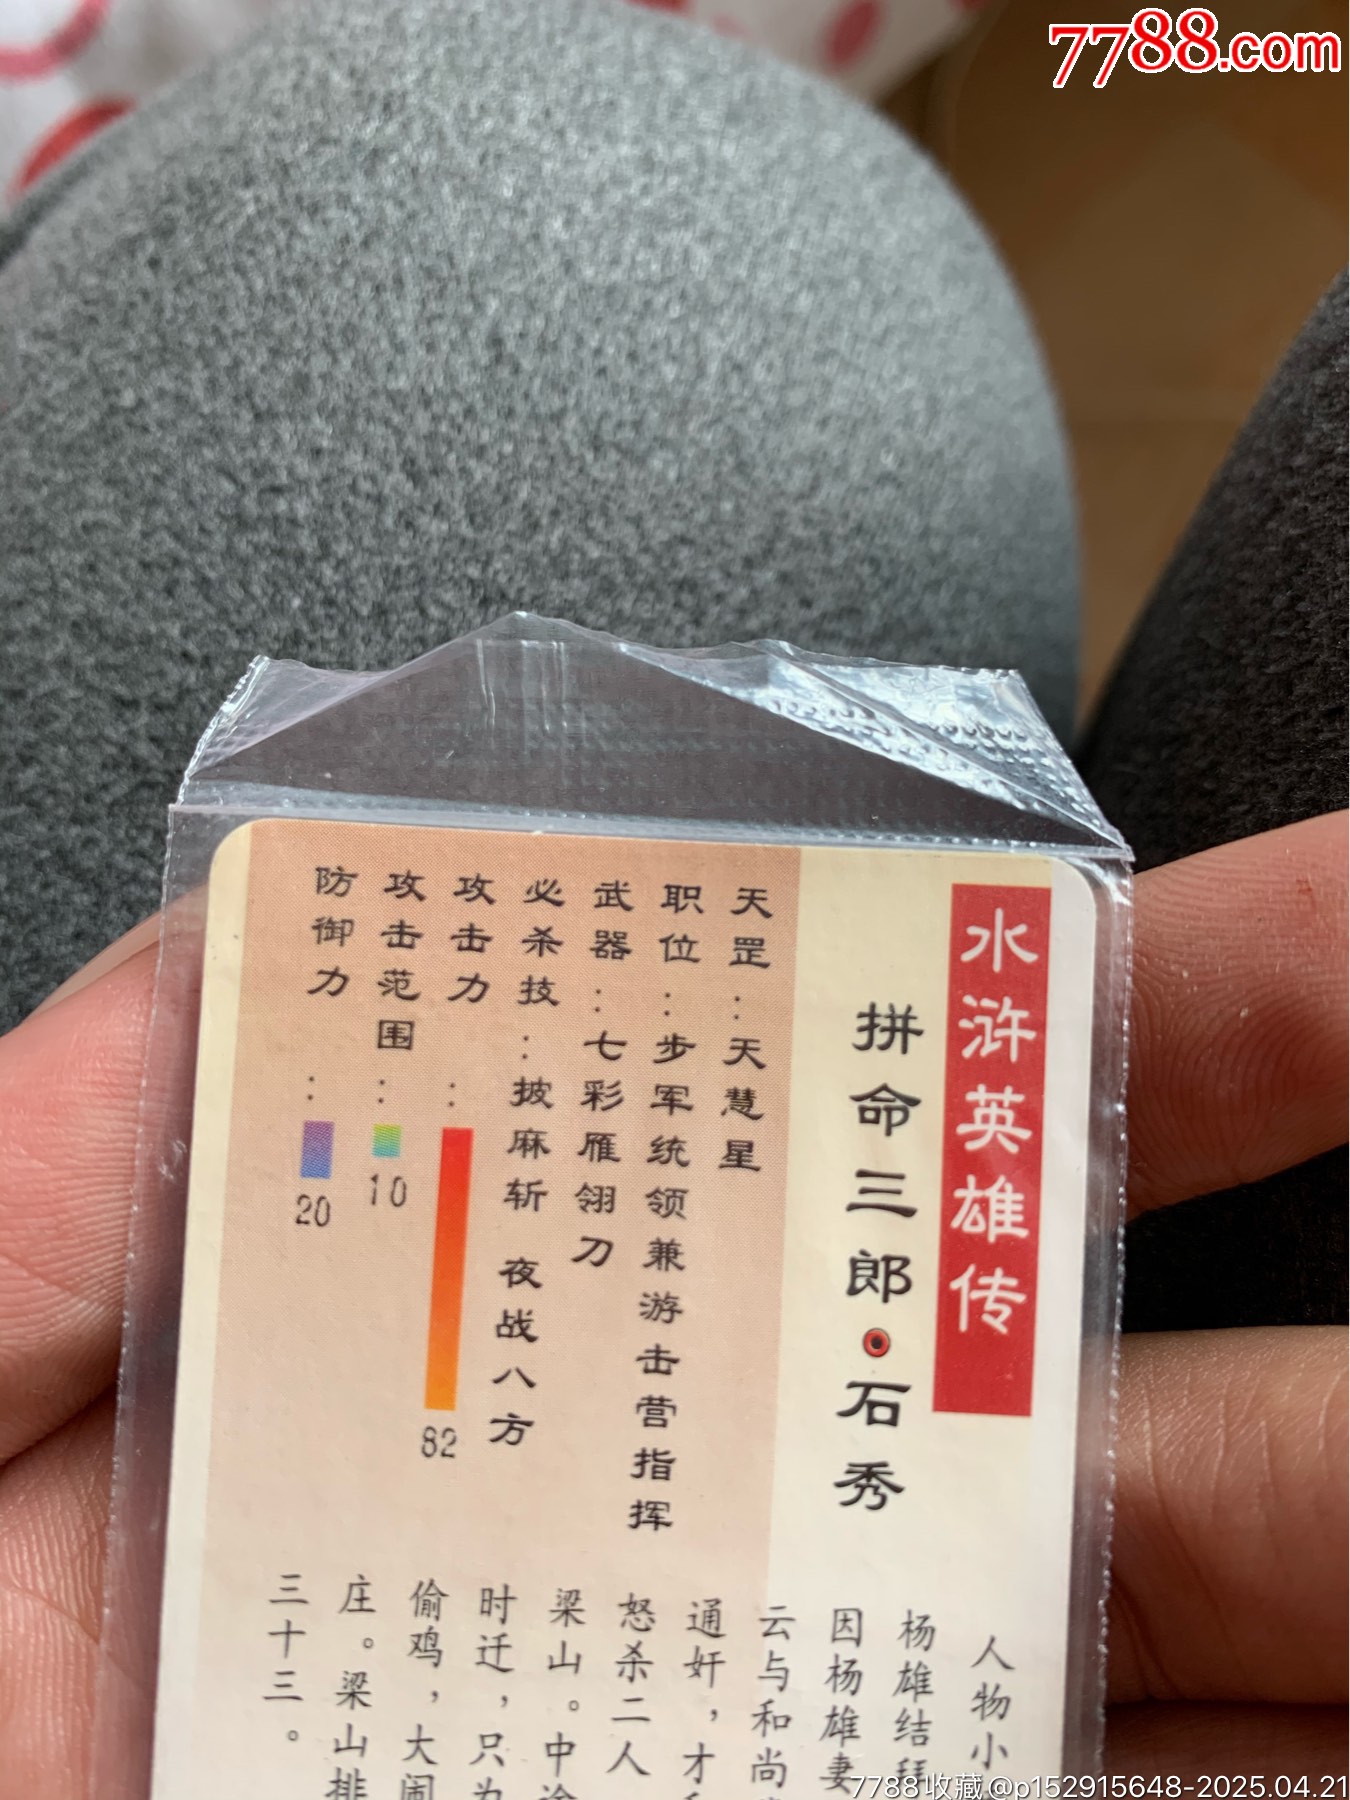 7788.com
水浒英雄传
拼命三郎·石秀
天罡:天慧星
职位:步军统领兼游击营指挥
武器:七彩雁翎刀
必杀技:披麻斩 夜战八方
攻击力:82
攻击范围:10
防御力:20
人物小
杨雄结拜
因杨雄妻
云与和尚
通奸，才
怒杀二人
梁山。中途
时迁，只为
偷鸡，大闹
庄。梁山排
三十三。
7788收藏@p152915648-2025.04.21